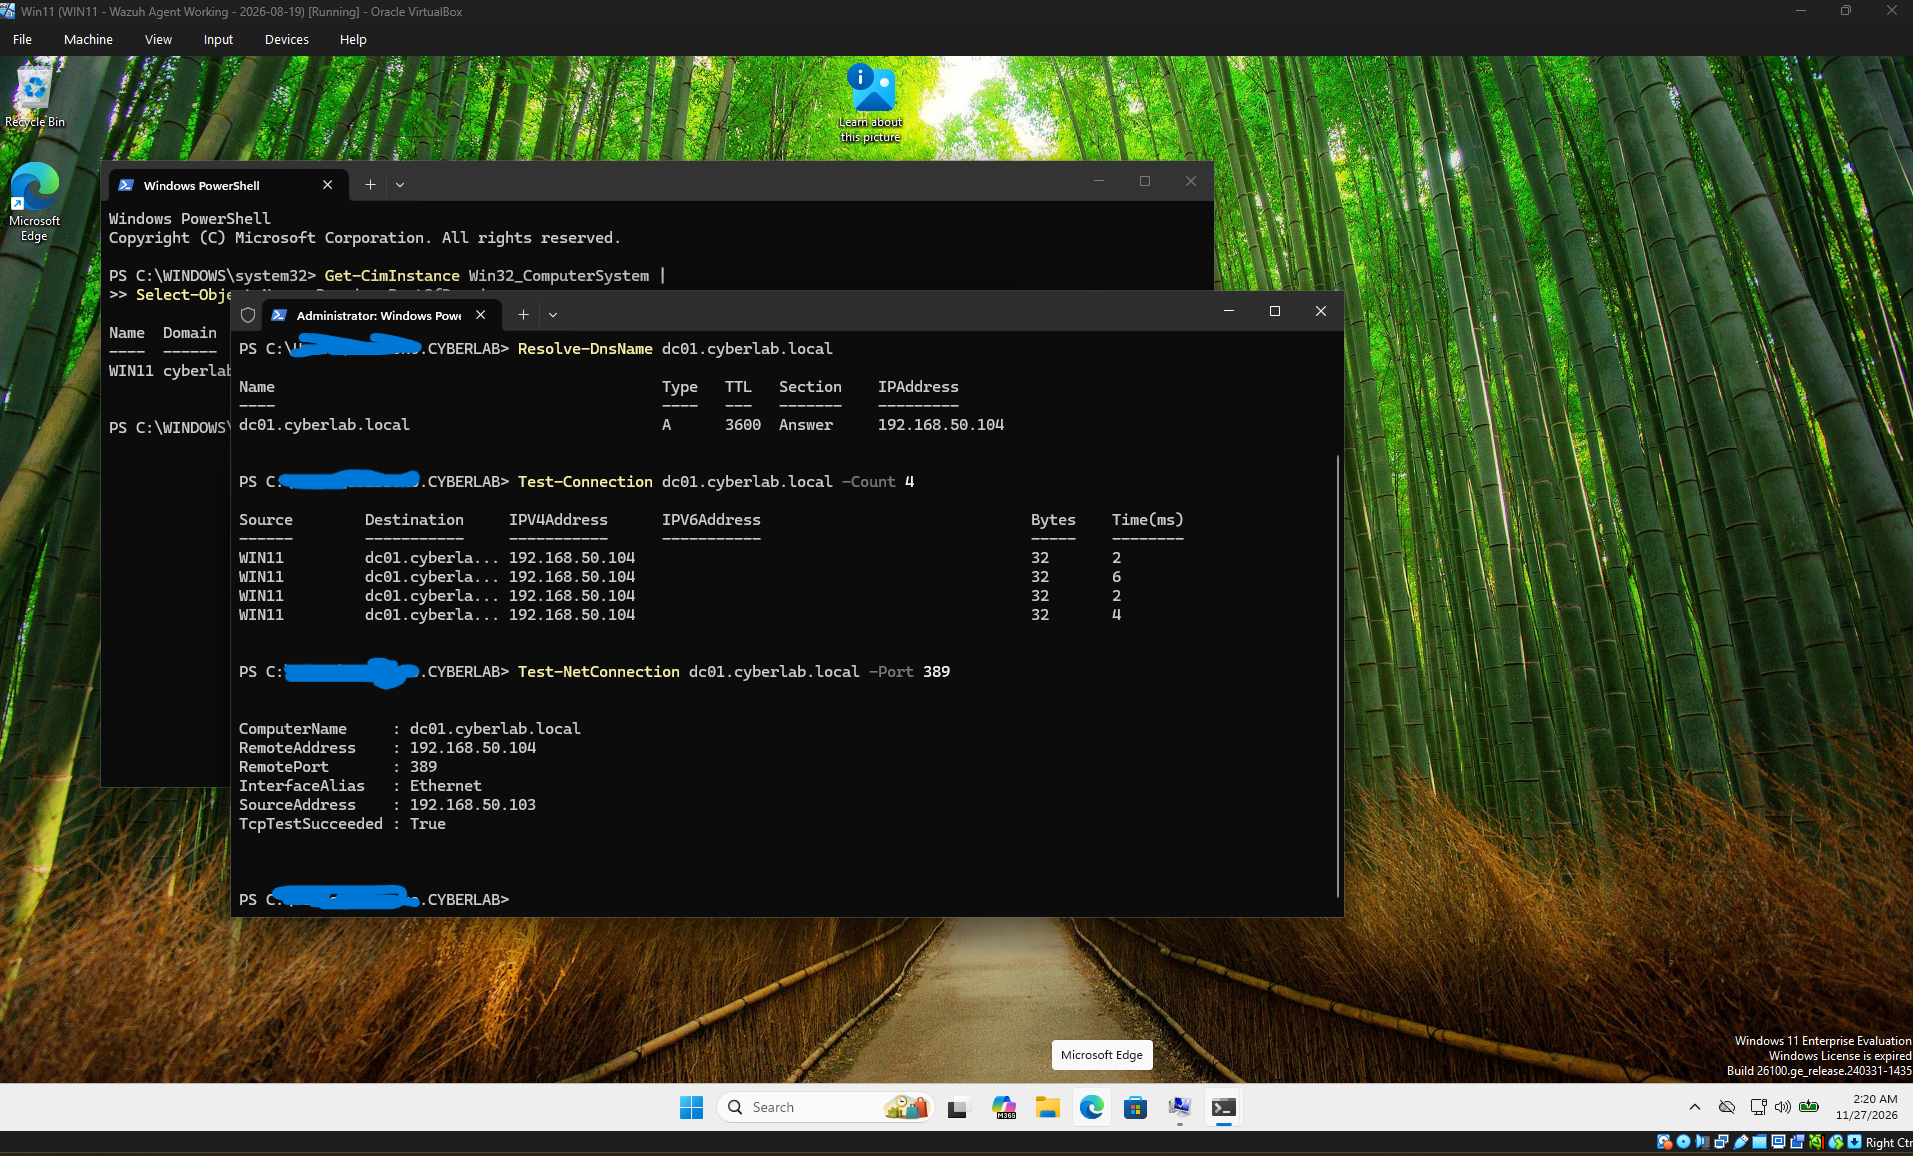 Win11 (WIN11 - Wazuh Agent Working - 2026-08-19) [Running] - Oracle VirtualBox
File Machine View Input Devices Help
Recycle Bin
Learn about
this picture
Microsoft
Edge
Windows PowerShell
Windows PowerShell
Copyright (C) Microsoft Corporation. All rights reserved.
PS C:\WINDOWS\system32> Get-CimInstance Win32_ComputerSystem |
>> Select-Obje
Name Domain
---- ------
WIN11 cyberlab
PS C:\WINDOWS\
Administrator: Windows Powe
PS C:\ .CYBERLAB> Resolve-DnsName dc01.cyberlab.local
Name Type TTL Section IPAddress
---- ---- --- ------- ---------
dc01.cyberlab.local A 3600 Answer 192.168.50.104
PS C: .CYBERLAB> Test-Connection dc01.cyberlab.local -Count 4
Source Destination IPV4Address IPV6Address Bytes Time(ms)
------ ----------- ----------- ----------- ----- --------
WIN11 dc01.cyberla... 192.168.50.104 32 2
WIN11 dc01.cyberla... 192.168.50.104 32 6
WIN11 dc01.cyberla... 192.168.50.104 32 2
WIN11 dc01.cyberla... 192.168.50.104 32 4
PS C: .CYBERLAB> Test-NetConnection dc01.cyberlab.local -Port 389
ComputerName : dc01.cyberlab.local
RemoteAddress : 192.168.50.104
RemotePort : 389
InterfaceAlias : Ethernet
SourceAddress : 192.168.50.103
TcpTestSucceeded : True
PS C: .CYBERLAB>
Microsoft Edge
Windows 11 Enterprise Evaluation
Windows License is expired
Build 26100.ge_release.240331-1435
Search
M365
2:20 AM
11/27/2026
Right Ctr